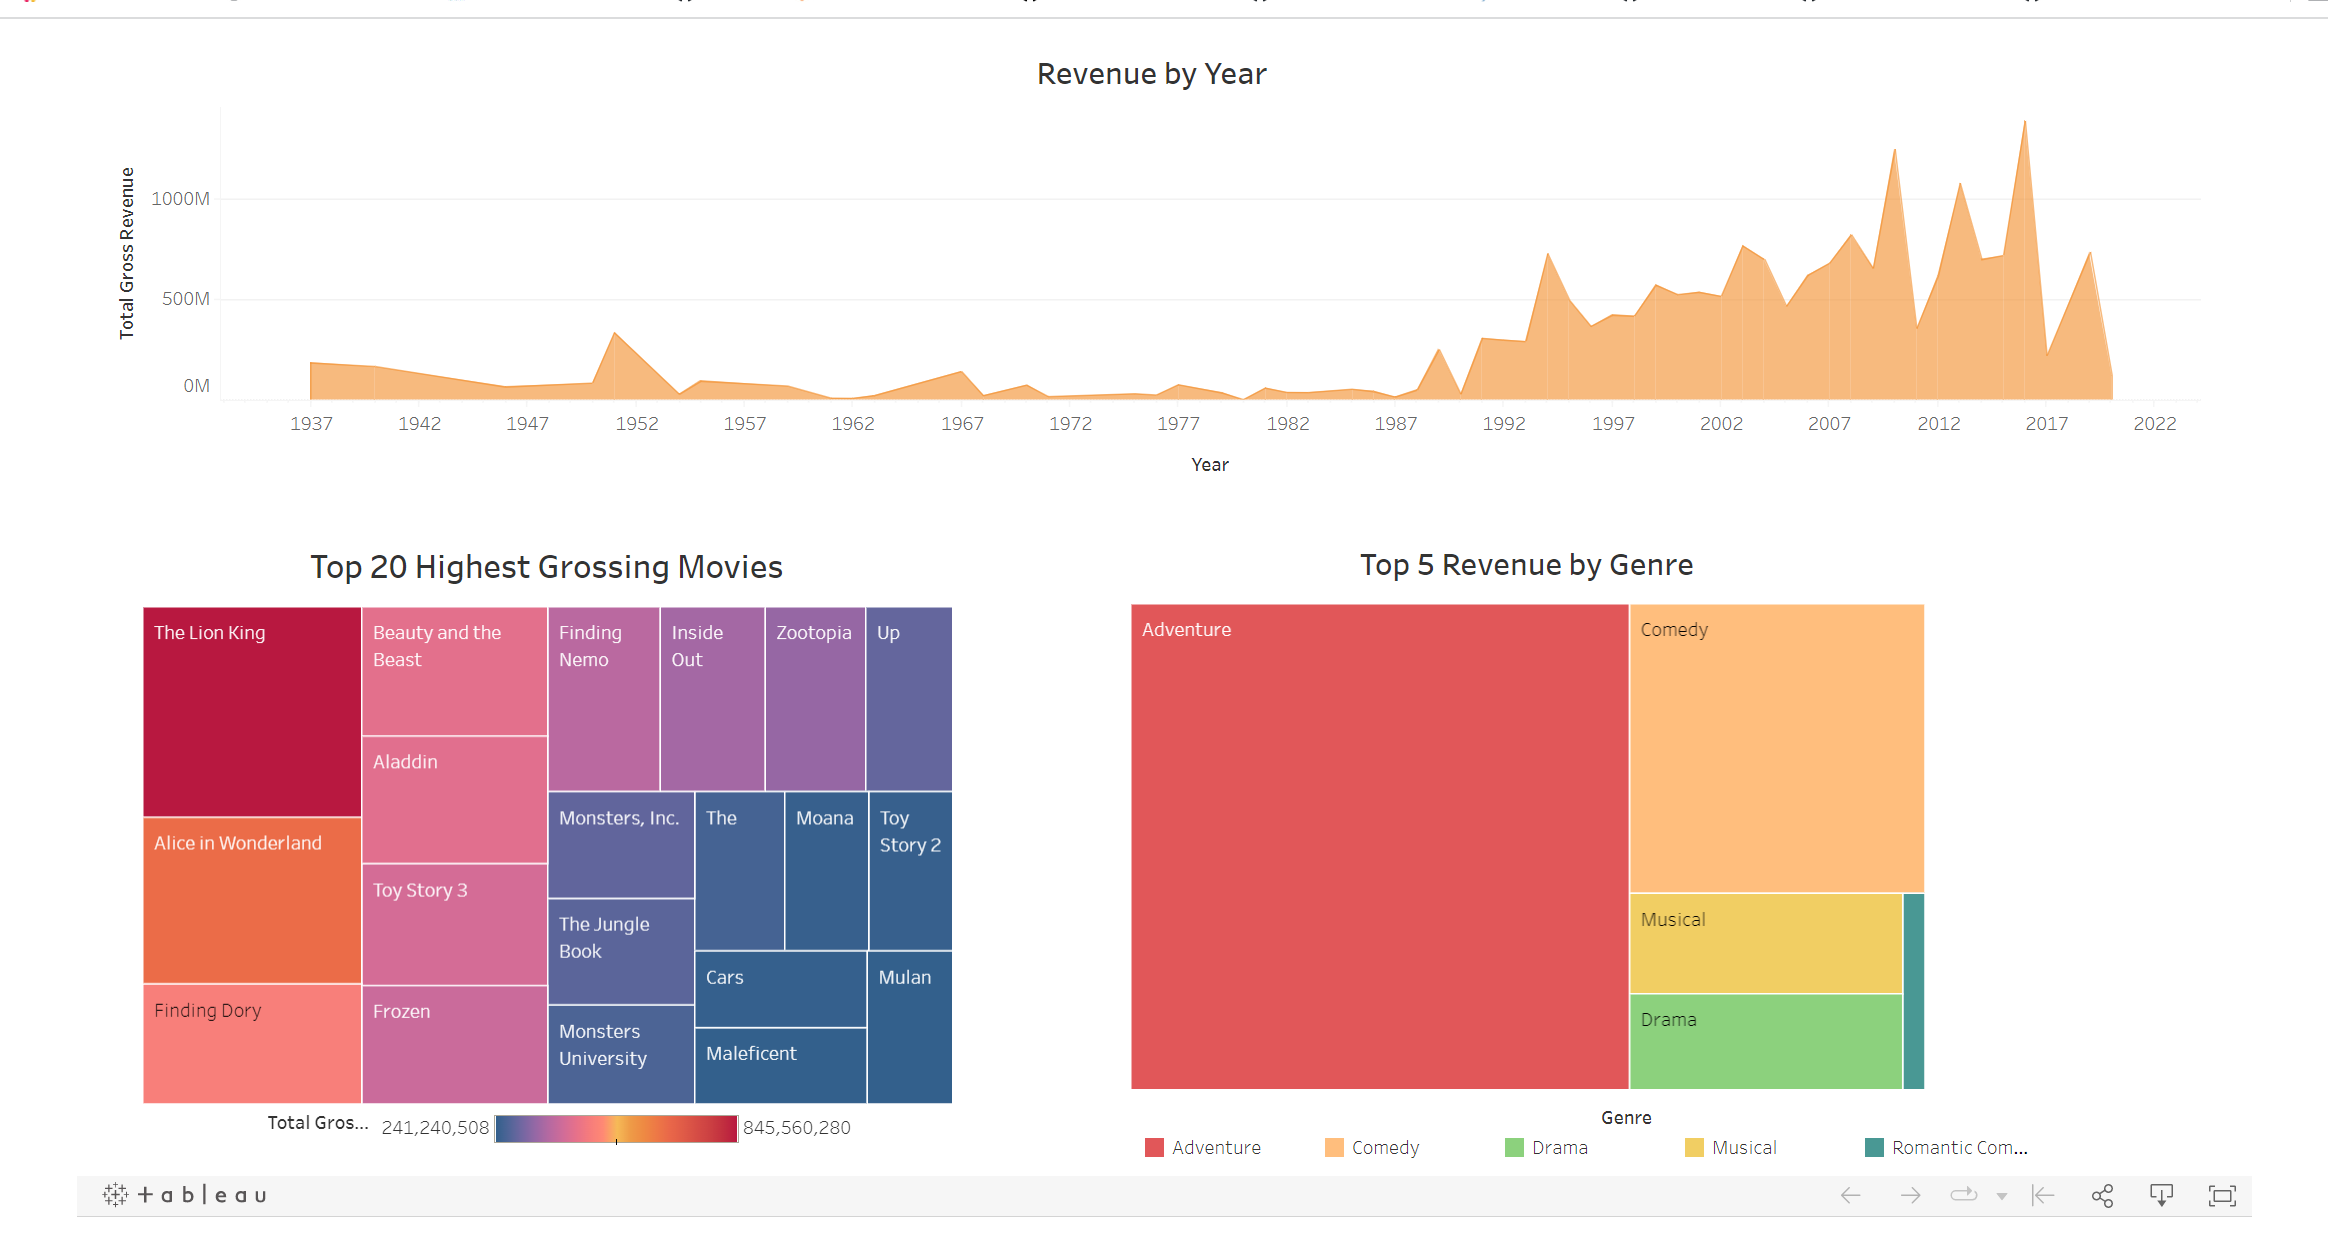 Revenue by Year
Total Gross Revenue
1000M
500M
0M
1937 1942 1947 1952 1957 1962 1967 1972 1977 1982 1987 1992 1997 2002 2007 2012 2017 2022
Year
Top 20 Highest Grossing Movies
The Lion King
Alice in Wonderland
Finding Dory
Beauty and the
Beast
Aladdin
Toy Story 3
Frozen
Finding
Nemo
Inside
Out
Zootopia
Up
Monsters, Inc.
The Jungle
Book
Monsters
University
The
Moana
Toy
Story 2
Cars
Maleficent
Mulan
Total Gros... 241,240,508 845,560,280
Top 5 Revenue by Genre
Adventure
Comedy
Musical
Drama
Genre
Adventure Comedy Drama Musical Romantic Com...
+ a b | e a u